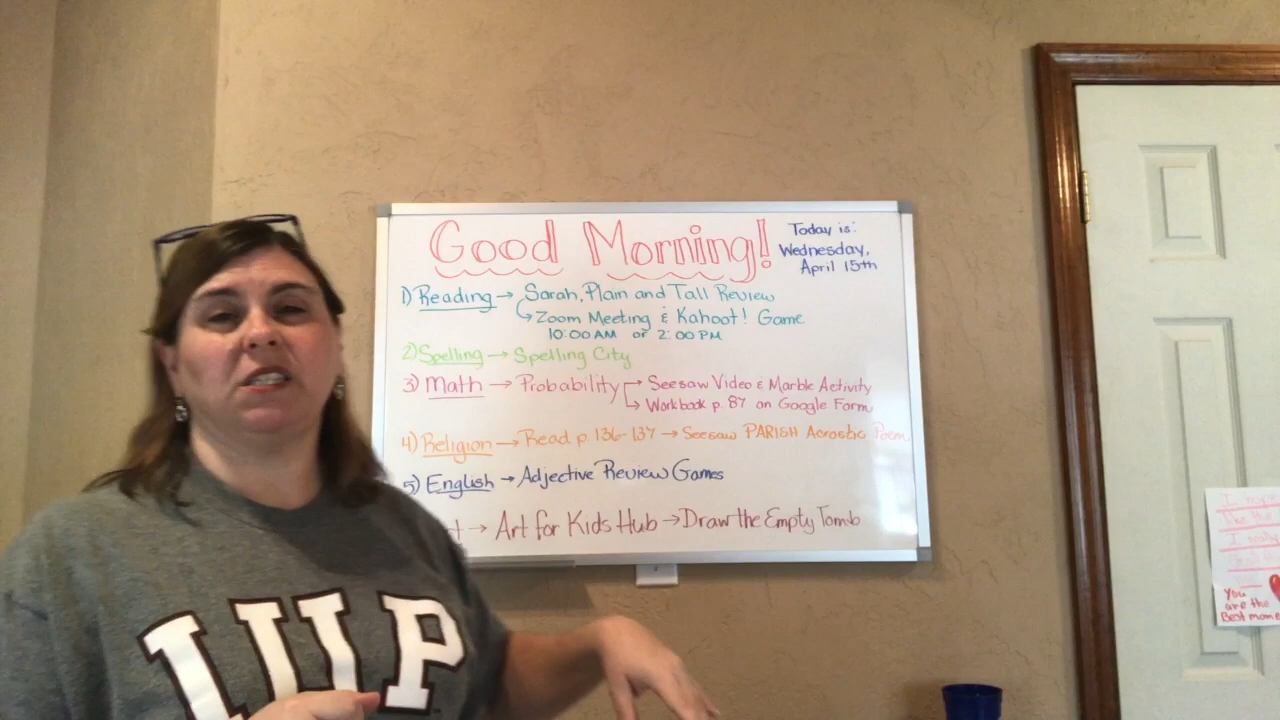 Good Morning!
Today is:
Wednesday,
April 15th
1) Reading → Sarah, Plain and Tall Review
→ Zoom Meeting & Kahoot! Game
10:00 AM or 2:00 PM
2) Spelling → Spelling City
3) Math → Probability → Seesaw Video & Marble Activity
→ Workbook p. 87 on Google Form
4) Religion → Read p. 136-137 → Seesaw PARISH Acrostic Poem
5) English → Adjective Review Games
→ Art for Kids Hub → Draw the Empty Tomb
IUP
You
are the
Best mom